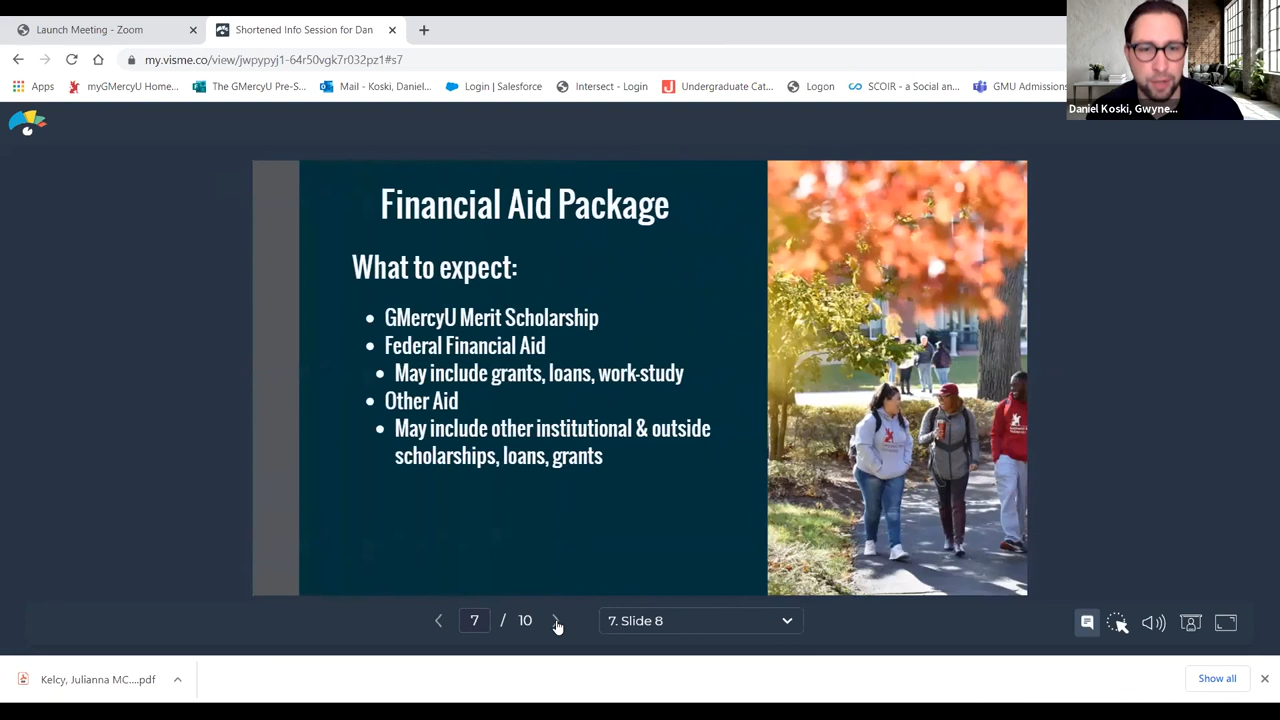 Launch Meeting - Zoom
Shortened Info Session for Dan
my.visme.co/view/jwpypyj1-64r50vgk7r032pz1#s7
Apps
myGMercyU Home...
The GMercyU Pre-S...
Mail - Koski, Daniel...
Login | Salesforce
Intersect - Login
Undergraduate Cat...
Logon
SCOIR - a Social an...
GMU Admissions
Daniel Koski, Gwyne...
Financial Aid Package
What to expect:
• GMercyU Merit Scholarship
• Federal Financial Aid
• May include grants, loans, work-study
• Other Aid
• May include other institutional & outside
scholarships, loans, grants
7 / 10
7. Slide 8
Kelcy, Julianna MC....pdf
Show all